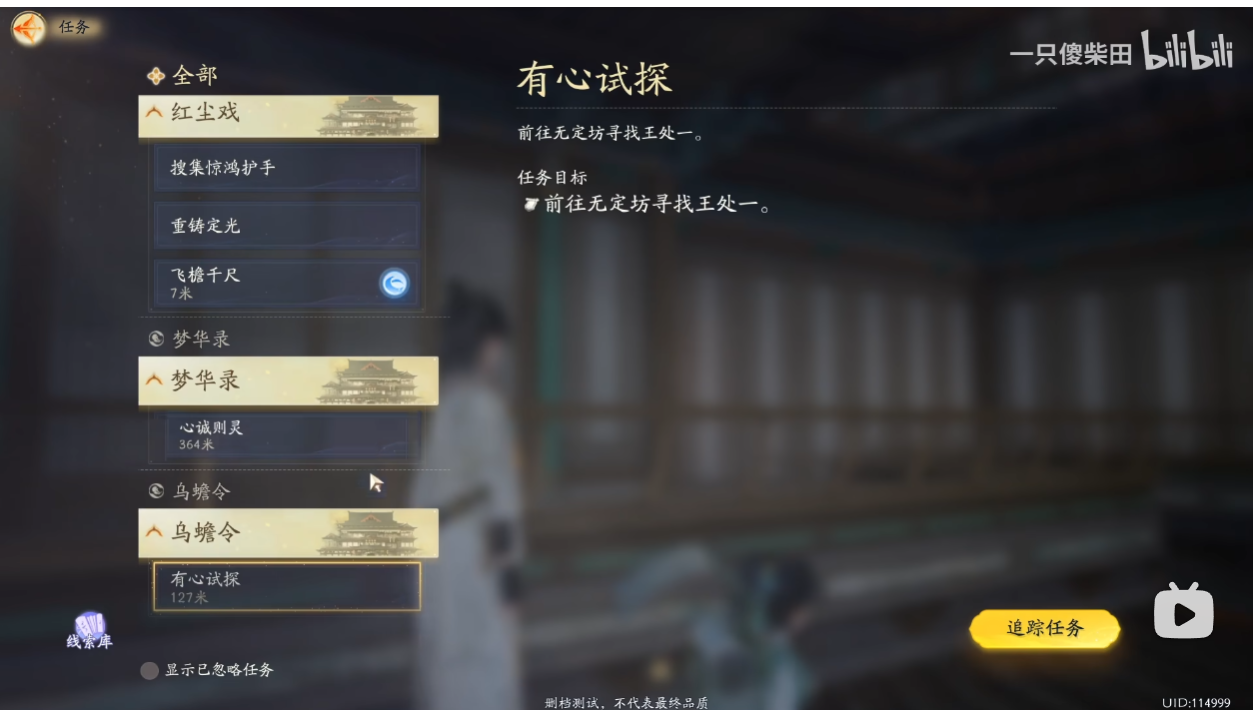 任务
一只傻柴田 bilibili
全部
红尘戏
搜集惊鸿护手
重铸定光
飞檐千尺
7米
梦华录
梦华录
心诚则灵
364米
乌蟾令
乌蟾令
有心试探
127米
线索库
显示已忽略任务
有心试探
前往无定坊寻找王处一。
任务目标
前往无定坊寻找王处一。
追踪任务
删档测试，不代表最终品质
UID:114999